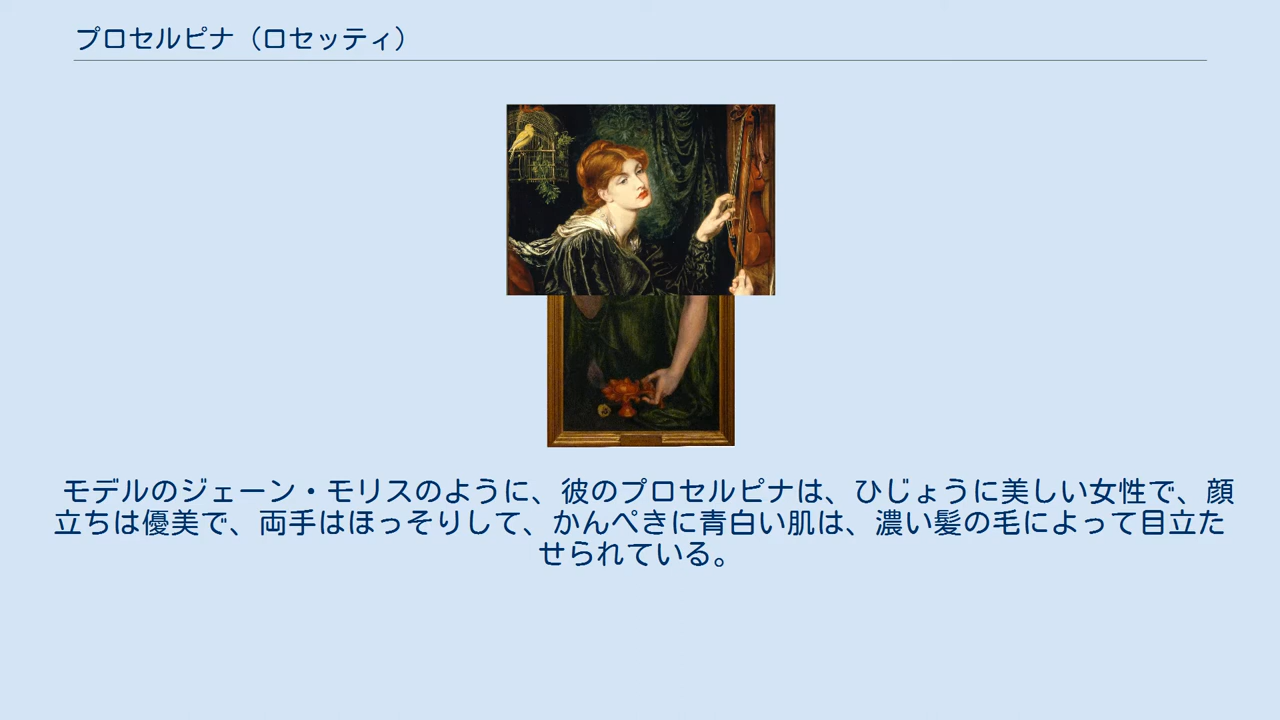 プロセルピナ（ロセッティ）
モデルのジェーン・モリスのように、彼のプロセルピナは、ひじょうに美しい女性で、顔
立ちは優美で、両手はほっそりして、かんぺきに青白い肌は、濃い髪の毛によって目立た
せられている。